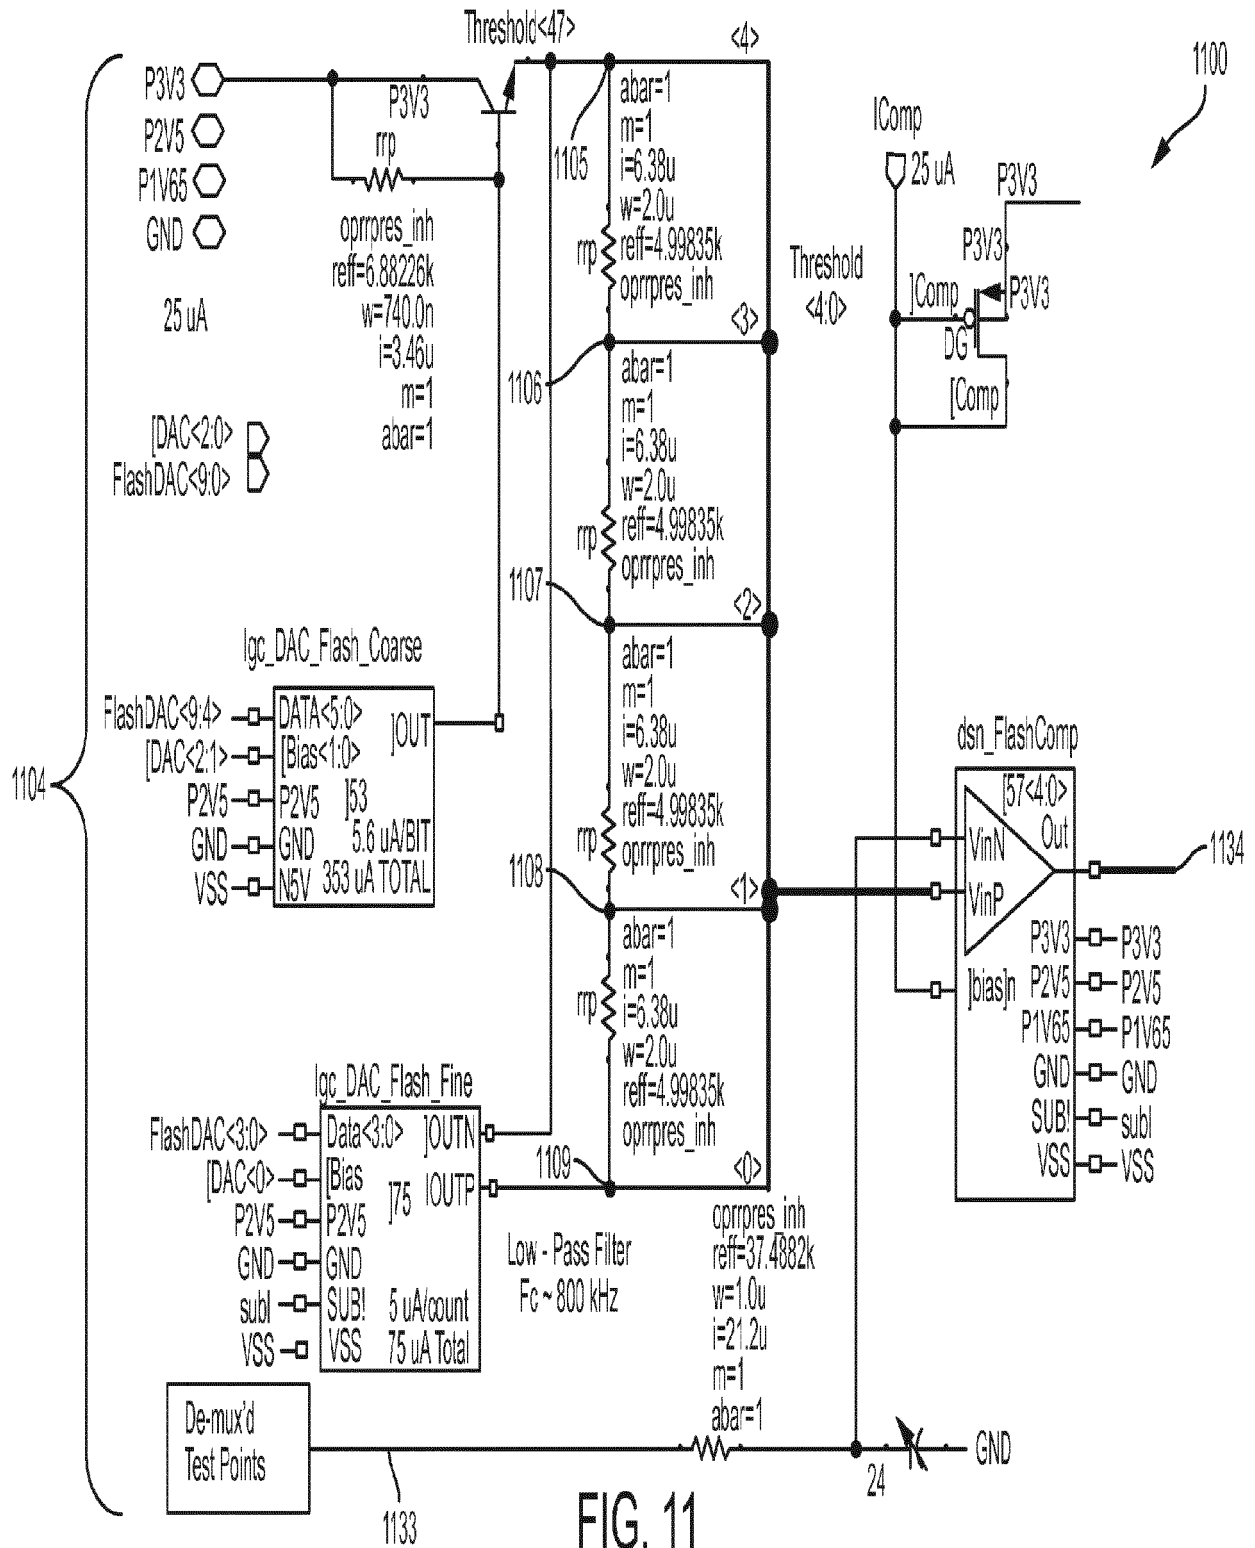 Threshold<47>
<4>
1100
P3V3
P2V5
P1V65
GND
25 uA
P3V3
rrp
oprrpres_inh
reff=6.88226k
w=740.0n
i=3.46u
m=1
abar=1
[DAC<2:0>
FlashDAC<9:0>
1105
abar=1
m=1
i=6.38u
w=2.0u
rrp
reff=4.99835k
oprrpres_inh
<3>
1106
abar=1
m=1
i=6.38u
w=2.0u
rrp
reff=4.99835k
oprrpres_inh
<2>
1107
abar=1
m=1
i=6.38u
w=2.0u
rrp
reff=4.99835k
oprrpres_inh
<1>
1108
abar=1
m=1
rrp
i=6.38u
w=2.0u
reff=4.99835k
oprrpres_inh
<0>
1109
Threshold
<4:0>
IComp
25 uA
P3V3
P3V3
P3V3
]Comp
DG
[Comp
1104
lgc_DAC_Flash_Coarse
FlashDAC<9:4>
DATA<5:0>
]OUT
[DAC<2:1>
[Bias<1:0>
P2V5
P2V5
]53
GND
GND
5.6 uA/BIT
VSS
N5V
353 uA TOTAL
lgc_DAC_Flash_Fine
FlashDAC<3:0>
Data<3:0>
]OUTN
[DAC<0>
[Bias
]75
IOUTP
P2V5
P2V5
GND
GND
subl
SUB!
5 uA/count
VSS
VSS
75 uA Total
Low - Pass Filter
Fc ~ 800 kHz
oprrpres_inh
reff=37.4882k
w=1.0u
i=21.2u
m=1
abar=1
dsn_FlashComp
[57<4:0>
Out
VinN
VinP
1134
]bias]n
P3V3
P3V3
P2V5
P2V5
P1V65
P1V65
GND
GND
SUB!
subl
VSS
VSS
De-mux'd
Test Points
1133
24
GND
FIG. 11